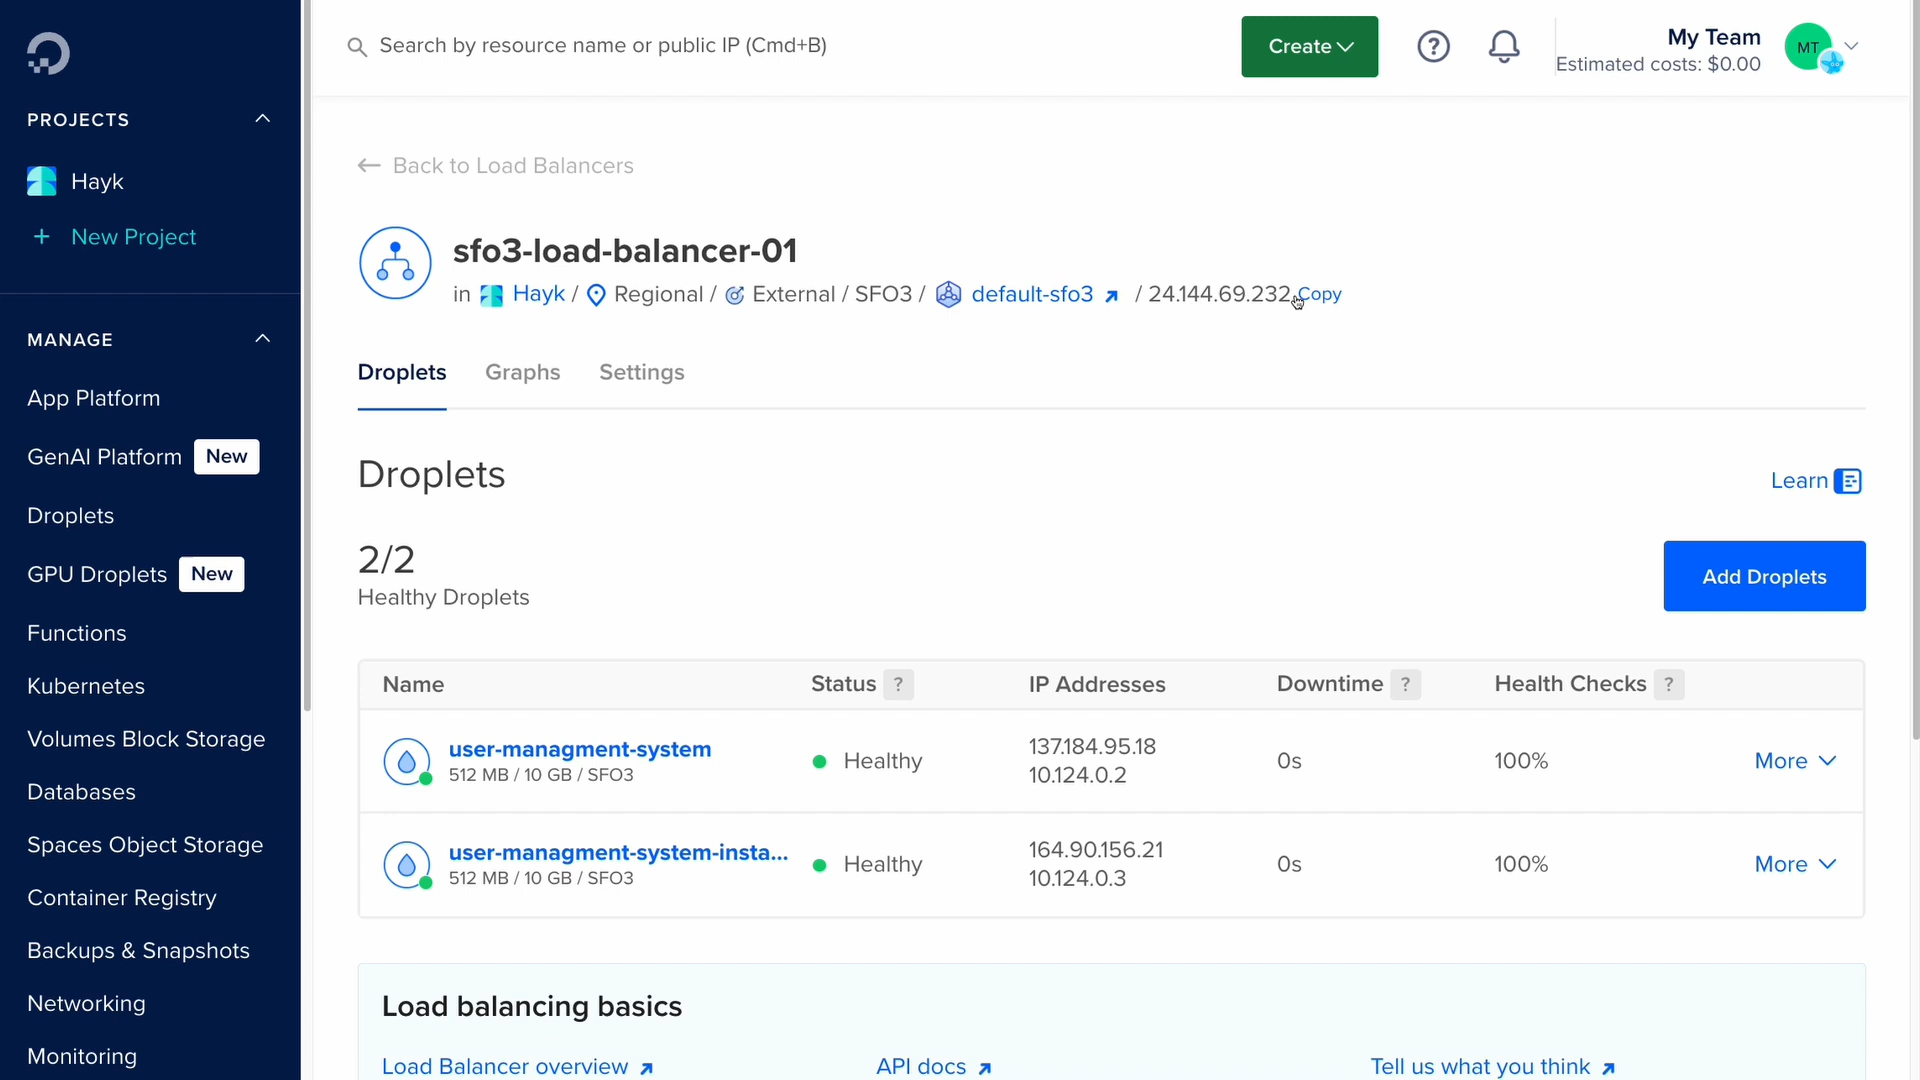 PROJECTS
Hayk
+ New Project
MANAGE
App Platform
GenAI Platform New
Droplets
GPU Droplets New
Functions
Kubernetes
Volumes Block Storage
Databases
Spaces Object Storage
Container Registry
Backups & Snapshots
Networking
Monitoring
Search by resource name or public IP (Cmd+B)
Create
My Team
Estimated costs: $0.00
MT
← Back to Load Balancers
sfo3-load-balancer-01
in Hayk / Regional / External / SFO3 / default-sfo3 / 24.144.69.232 Copy
Droplets Graphs Settings
Droplets
Learn
2/2
Healthy Droplets
Add Droplets
Name Status ? IP Addresses Downtime ? Health Checks ?
user-managment-system
512 MB / 10 GB / SFO3
Healthy
137.184.95.18
10.124.0.2
0s
100%
More
user-managment-system-insta...
512 MB / 10 GB / SFO3
Healthy
164.90.156.21
10.124.0.3
0s
100%
More
Load balancing basics
Load Balancer overview
API docs
Tell us what you think